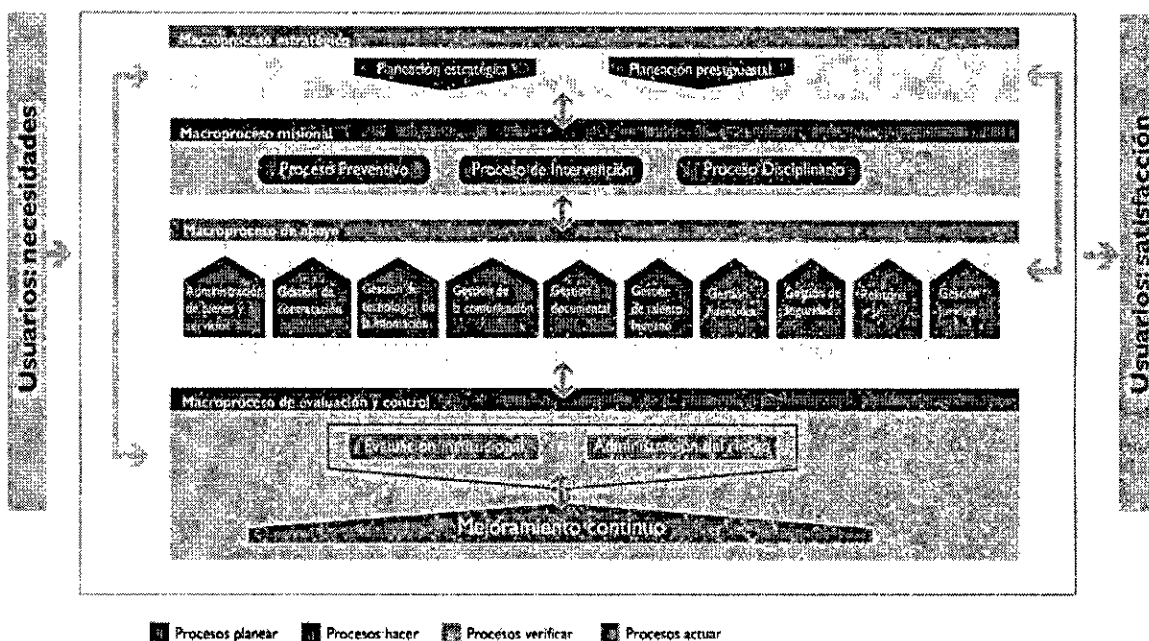 Usuarios: necesidades
Macroproceso estratégico
Planeación estratégica
Planeación presupuestal
Macroproceso misional
Proceso Preventivo
Proceso de Intervención
Proceso Disciplinario
Macroproceso de apoyo
Administración
de bienes y
servicios
Gestión de
contratación
Gestión de
tecnología de
la información
Gestión de
la comunicación
Gestión
documental
Gestión
de talento
humano
Gestión
Gestión de
seguridad
Gestión
jurídica
Macroproceso de evaluación y control
Evaluación institucional
Administración del riesgo
Mejoramiento continuo
Usuarios: satisfacción
Procesos planear
Procesos hacer
Procesos verificar
Procesos actuar